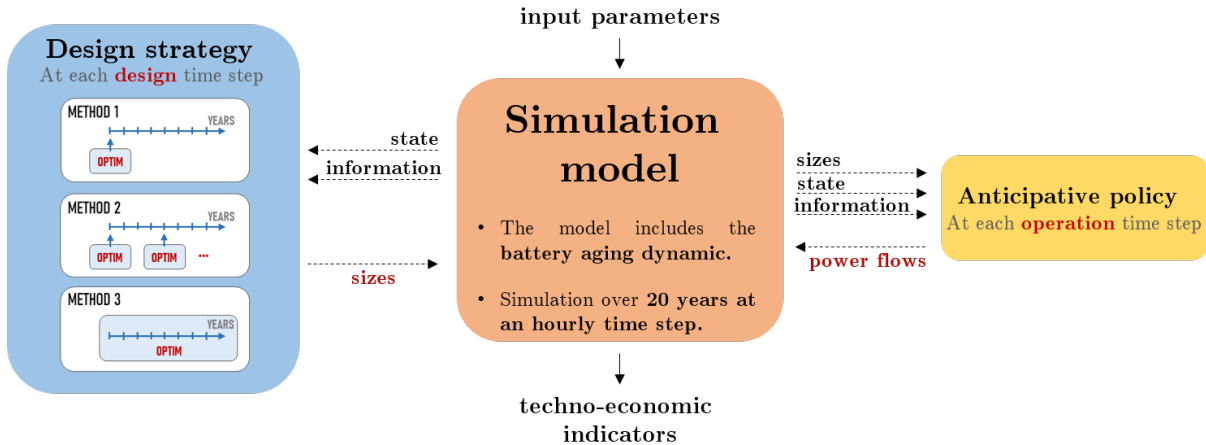 input parameters
Design strategy
At each design time step
METHOD 1
YEARS
OPTIM
METHOD 2
YEARS
OPTIM
OPTIM
...
METHOD 3
YEARS
OPTIM
state
information
sizes
Simulation
model
• The model includes the
battery aging dynamic.
• Simulation over 20 years at
an hourly time step.
sizes
state
information
power flows
Anticipative policy
At each operation time step
techno-economic
indicators